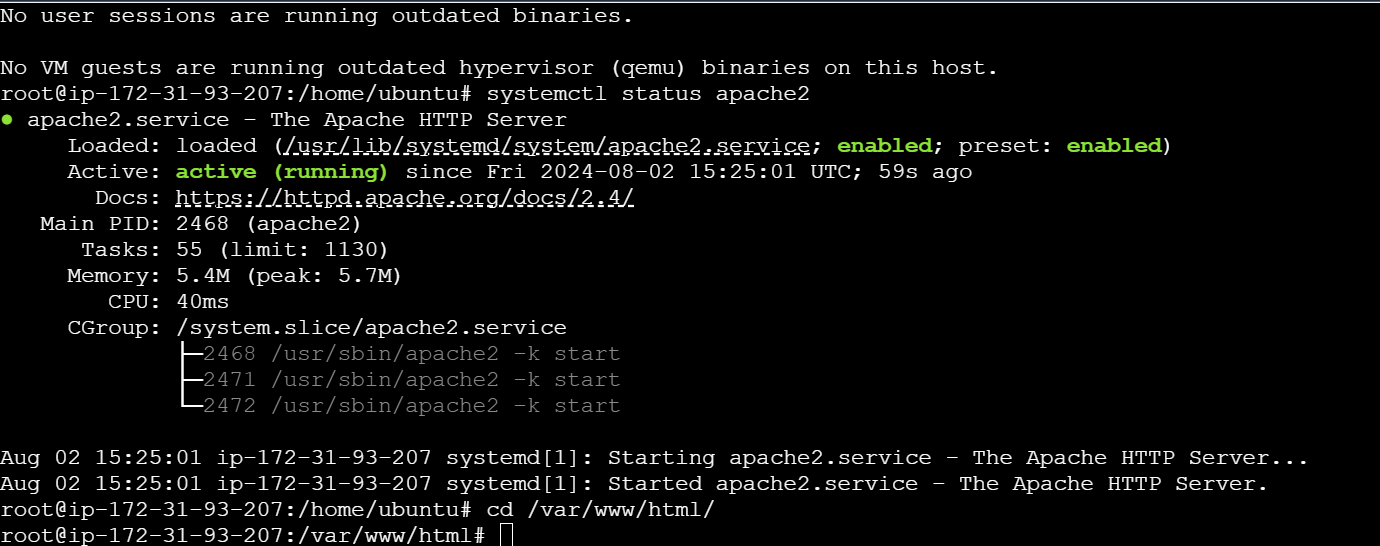 No user sessions are running outdated binaries.
No VM guests are running outdated hypervisor (qemu) binaries on this host.
root@ip-172-31-93-207:/home/ubuntu# systemctl status apache2
● apache2.service - The Apache HTTP Server
     Loaded: loaded (/usr/lib/systemd/system/apache2.service; enabled; preset: enabled)
     Active: active (running) since Fri 2024-08-02 15:25:01 UTC; 59s ago
       Docs: https://httpd.apache.org/docs/2.4/
   Main PID: 2468 (apache2)
      Tasks: 55 (limit: 1130)
     Memory: 5.4M (peak: 5.7M)
        CPU: 40ms
     CGroup: /system.slice/apache2.service
             ├─2468 /usr/sbin/apache2 -k start
             ├─2471 /usr/sbin/apache2 -k start
             └─2472 /usr/sbin/apache2 -k start
Aug 02 15:25:01 ip-172-31-93-207 systemd[1]: Starting apache2.service - The Apache HTTP Server...
Aug 02 15:25:01 ip-172-31-93-207 systemd[1]: Started apache2.service - The Apache HTTP Server.
root@ip-172-31-93-207:/home/ubuntu# cd /var/www/html/
root@ip-172-31-93-207:/var/www/html#